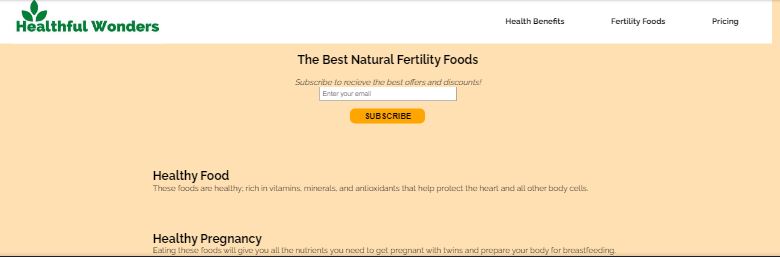 Healthful Wonders
Health Benefits Fertility Foods Pricing
The Best Natural Fertility Foods
Subscribe to recieve the best offers and discounts!
Enter your email
SUBSCRIBE
Healthy Food
These foods are healthy, rich in vitamins, minerals, and antioxidants that help protect the heart and all other body cells.
Healthy Pregnancy
Eating these foods will give you all the nutrients you need to get pregnant with twins and prepare your body for breastfeeding.